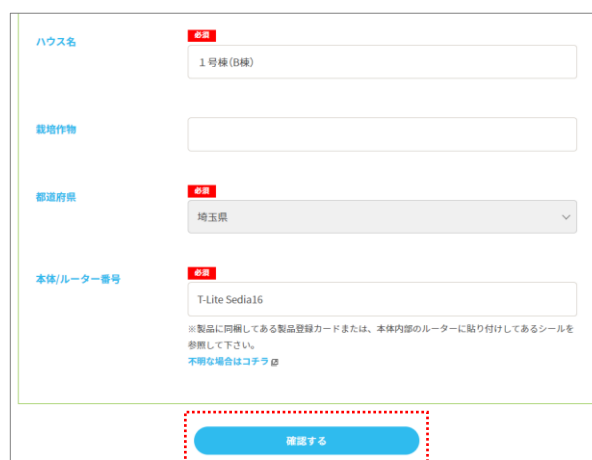 ハウス名
必須
１号棟(B棟)
栽培作物
都道府県
必須
埼玉県
本体/ルーター番号
必須
T-Lite Sedia16
※製品に同梱してある製品登録カードまたは、本体内部のルーターに貼り付けしてあるシールを
参照して下さい。
不明な場合はコチラ
確認する